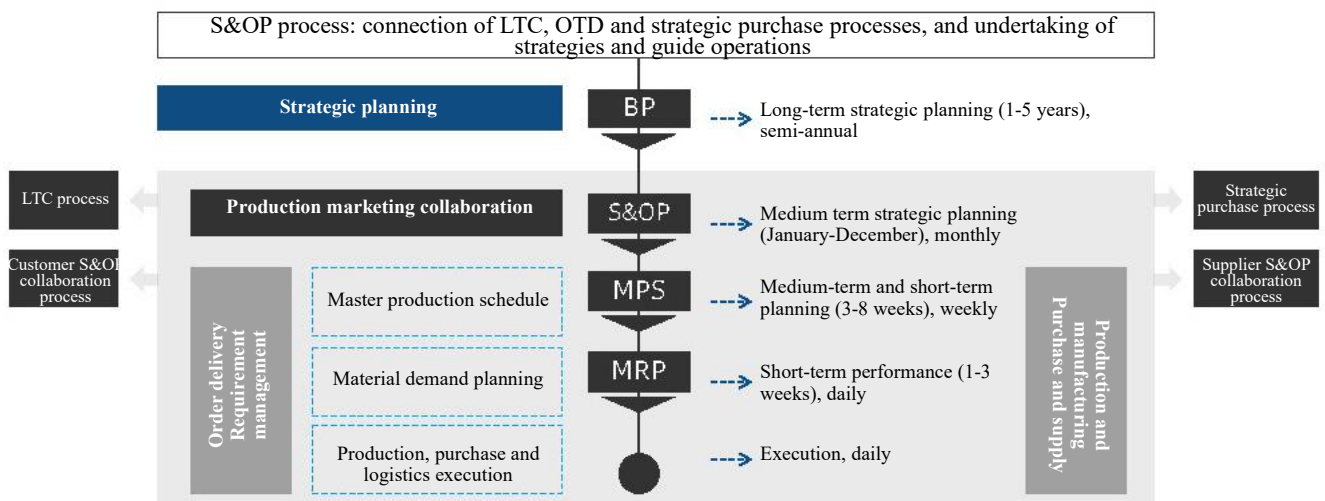 S&OP process: connection of LTC, OTD and strategic purchase processes, and undertaking of
strategies and guide operations
Strategic planning
BP
Long-term strategic planning (1-5 years),
semi-annual
LTC process
Production marketing collaboration
S&OP
Medium term strategic planning
(January-December), monthly
Strategic
purchase process
Customer S&OP
collaboration
process
Supplier S&OP
collaboration
process
Order delivery
Requirement
management
Master production schedule
MPS
Medium-term and short-term
planning (3-8 weeks), weekly
Material demand planning
MRP
Short-term performance (1-3
weeks), daily
Production, purchase and
logistics execution
Execution, daily
Production and
manufacturing
Purchase and supply